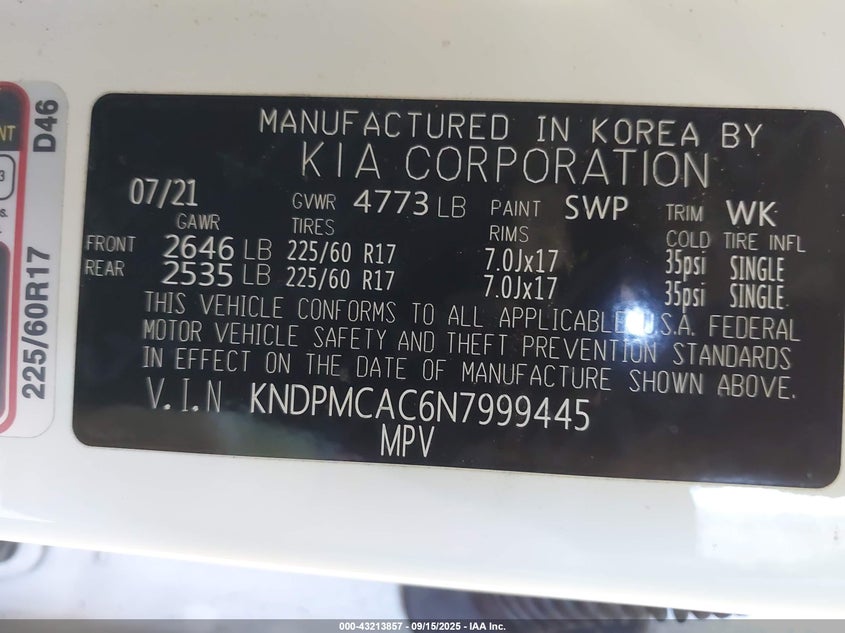 MANUFACTURED IN KOREA BY
KIA CORPORATION
07/21 GVWR 4773 LB PAINT SWP TRIM WK
GAWR TIRES RIMS COLD TIRE INFL
FRONT 2646 LB 225/60 R17 7.0Jx17 35psi SINGLE
REAR 2535 LB 225/60 R17 7.0Jx17 35psi SINGLE
THIS VEHICLE CONFORMS TO ALL APPLICABLE U.S.A. FEDERAL
MOTOR VEHICLE SAFETY AND THEFT PREVENTION STANDARDS
IN EFFECT ON THE DATE OF MANUFACTURE SHOWN ABOVE.
V.I.N KNDPMCAC6N7999445
MPV
225/60R17 D46
NT
3
s.
000-43213857 - 09/15/2025 - IAA Inc.